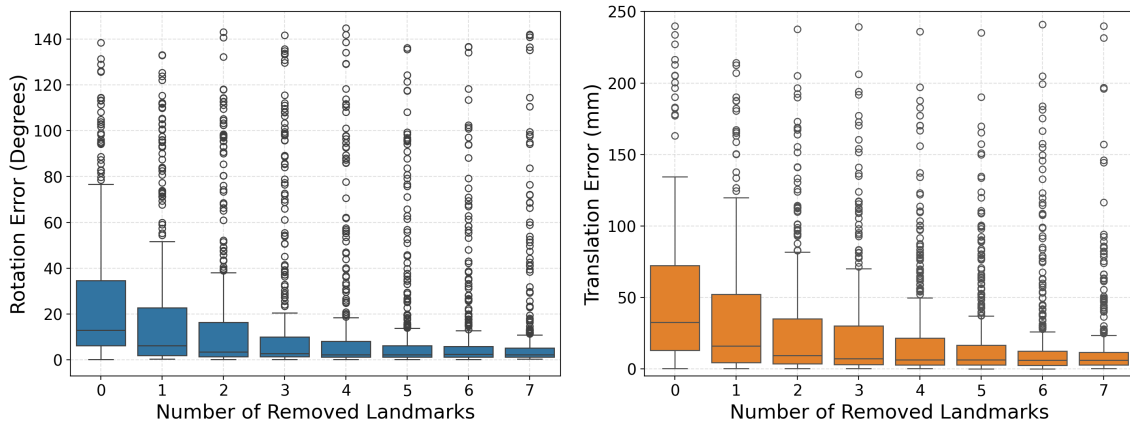 Rotation Error (Degrees)
140
120
100
80
60
40
20
0
0 1 2 3 4 5 6 7
Number of Removed Landmarks
Translation Error (mm)
250
200
150
100
50
0
0 1 2 3 4 5 6 7
Number of Removed Landmarks